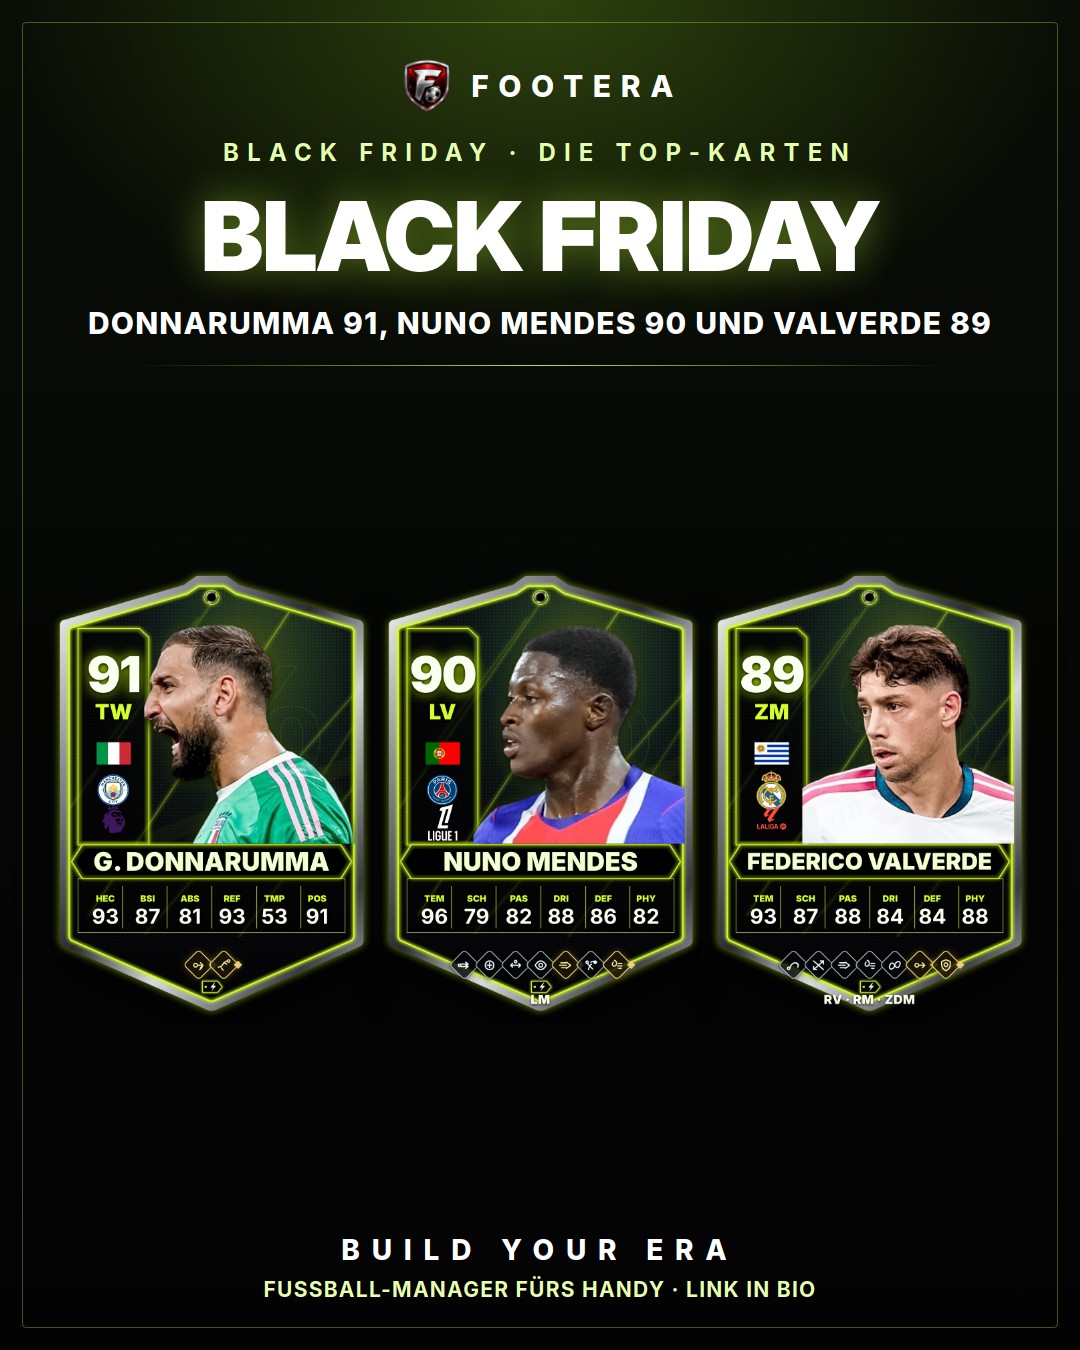 FOOTERA
BLACK FRIDAY · DIE TOP-KARTEN
BLACK FRIDAY
DONNARUMMA 91, NUNO MENDES 90 UND VALVERDE 89
91
TW
G. DONNARUMMA
HEC BSI ABS REF TMP POS
93 87 81 93 53 91
90
LV
PARIS
LIGUE 1
NUNO MENDES
TEM SCH PAS DRI DEF PHY
96 79 82 88 86 82
LM
89
ZM
LALIGA
FEDERICO VALVERDE
TEM SCH PAS DRI DEF PHY
93 87 88 84 84 88
RV · RM · ZDM
BUILD YOUR ERA
FUSSBALL-MANAGER FÜRS HANDY · LINK IN BIO